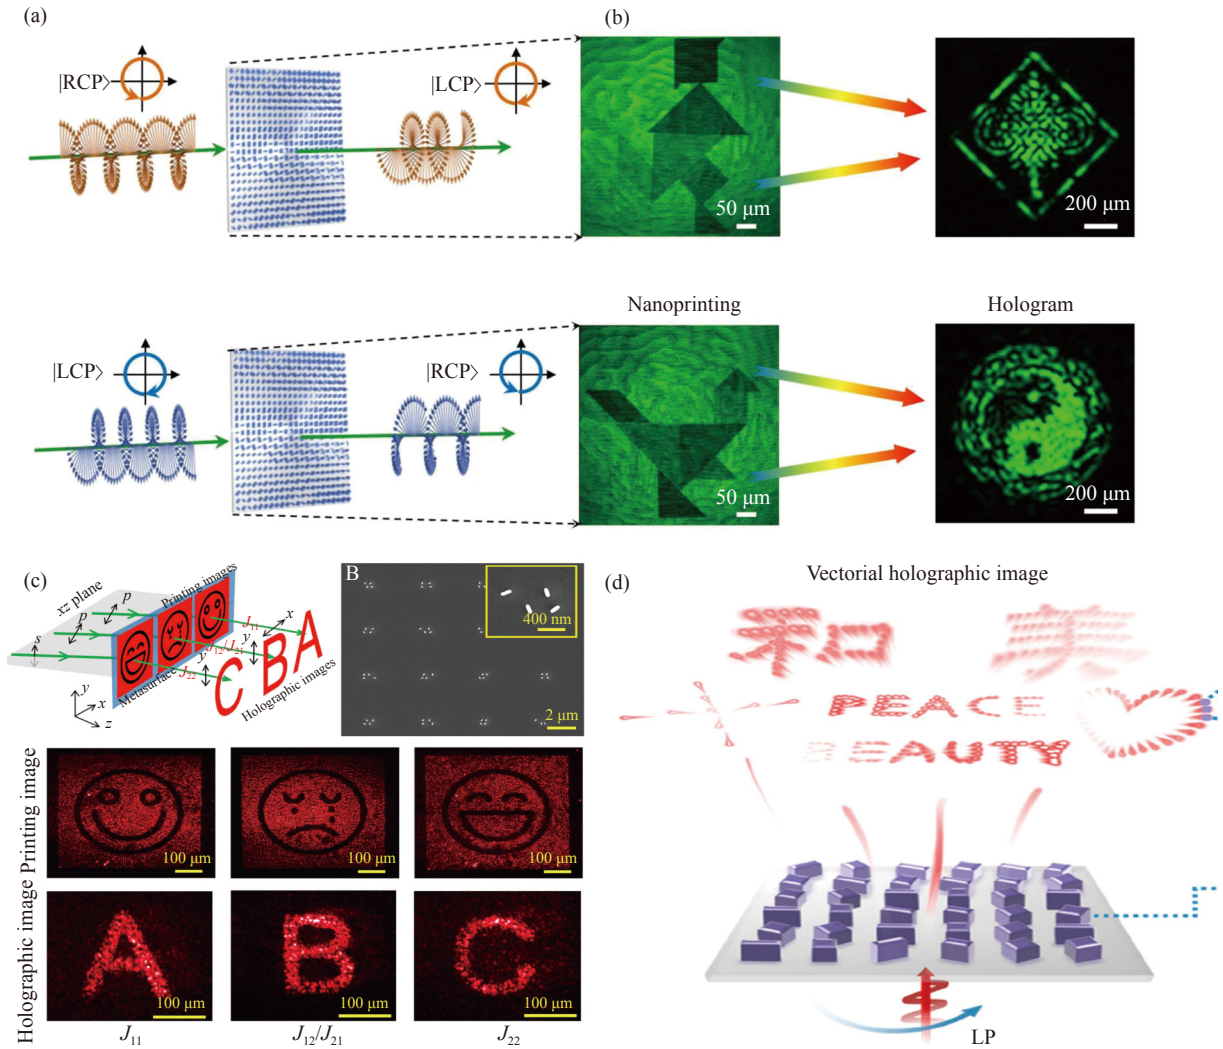 (a)
(b)
|RCP⟩
|LCP⟩
50 μm
200 μm
Nanoprinting
Hologram
|LCP⟩
|RCP⟩
50 μm
200 μm
(c)
xz plane
Printing images
p
p
s
J11
J12/J21
J22
x
y
y
C B A
Metasurface
Holographic images
y
x
z
B
400 nm
2 μm
Printing image
100 μm
100 μm
100 μm
Holographic image
A
B
C
100 μm
100 μm
100 μm
J11
J12/J21
J22
(d)
Vectorial holographic image
和 美
PEACE
BEAUTY
LP